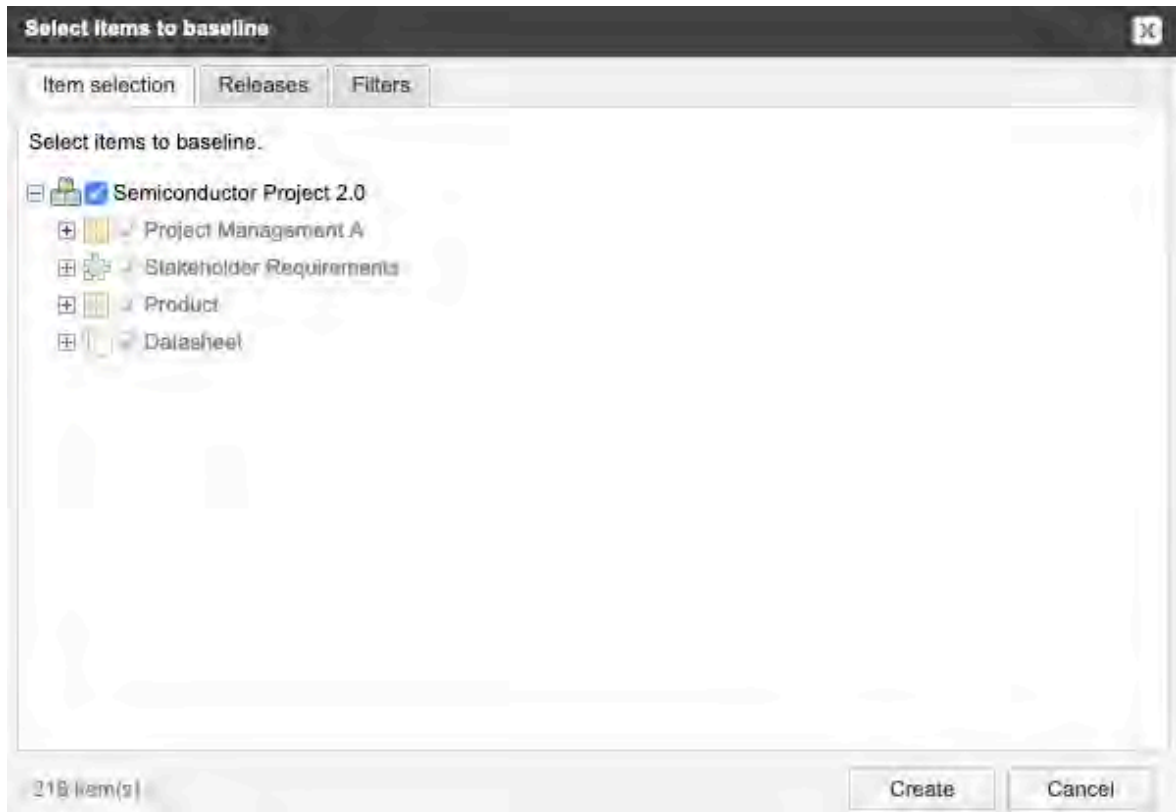 Select items to baseline
Item selection Releases Filters
Select items to baseline.
Semiconductor Project 2.0
Project Management A
Stakeholder Requirements
Product
Datasheet
item(s)
Create Cancel